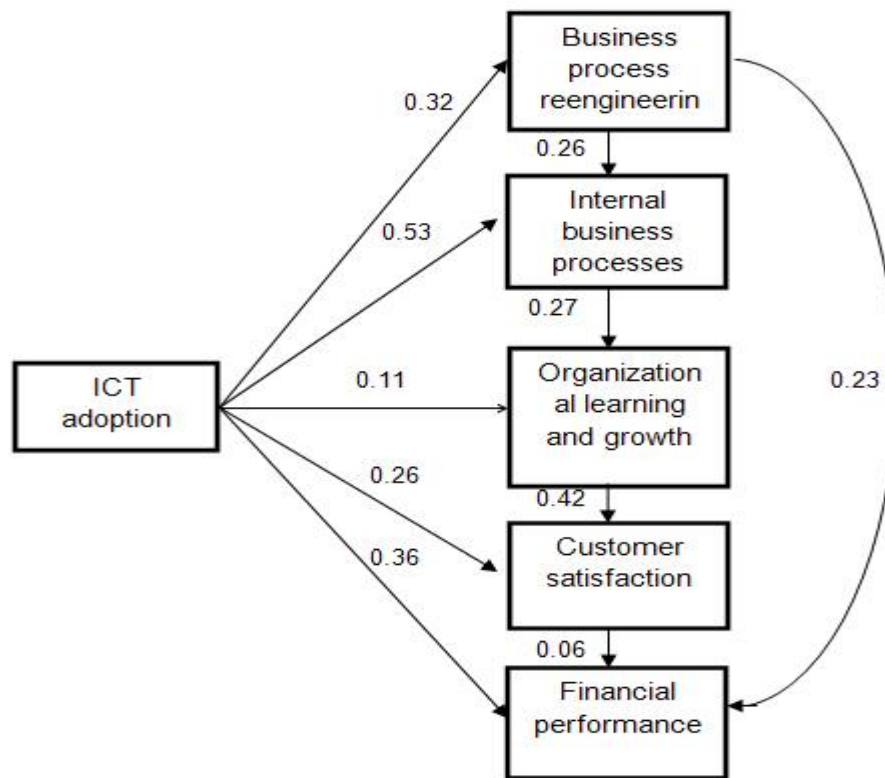 Business
process
reengineerin
0.32
0.26
Internal
business
processes
0.53
0.27
ICT
adoption
0.11
Organization
al learning
and growth
0.23
0.26
0.42
Customer
satisfaction
0.36
0.06
Financial
performance